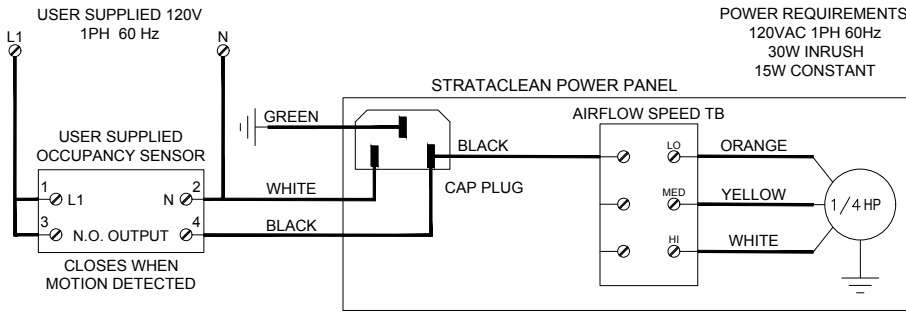 USER SUPPLIED 120V
1PH 60 Hz
L1
N
POWER REQUIREMENTS
120VAC 1PH 60Hz
30W INRUSH
15W CONSTANT
STRATACLEAN POWER PANEL
GREEN
AIRFLOW SPEED TB
USER SUPPLIED
OCCUPANCY SENSOR
BLACK
LO
ORANGE
CAP PLUG
1
L1
N
2
WHITE
MED
YELLOW
1/4 HP
3
N.O. OUTPUT
4
BLACK
HI
WHITE
CLOSES WHEN
MOTION DETECTED